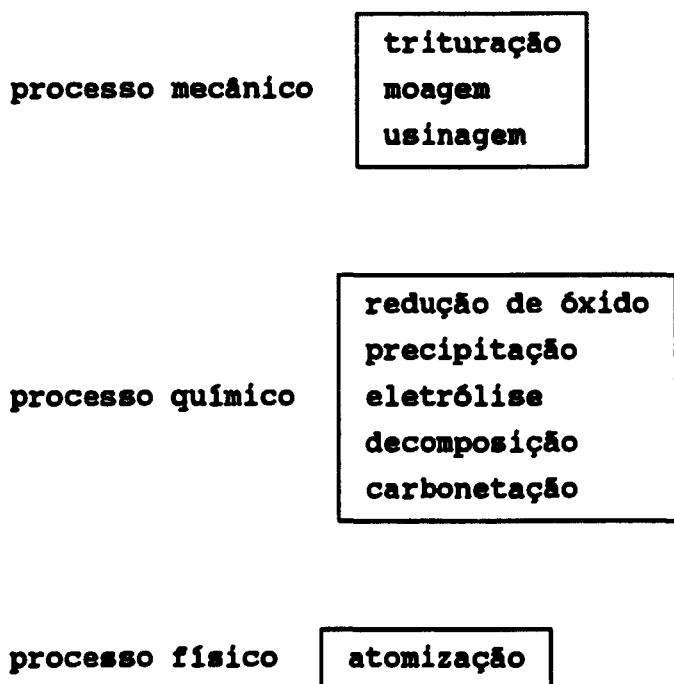 trituração
processo mecânico moagem
usinagem
redução de óxido
precipitação
processo químico eletrólise
decomposição
carbonetação
processo físico atomização